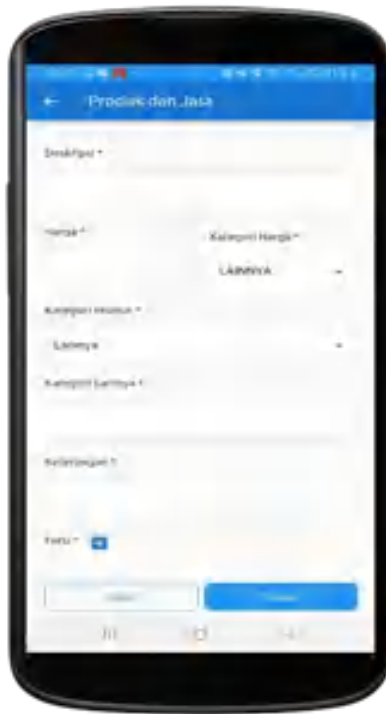 Produk dan Jasa
Deskripsi *
Harga *
Kategori Harga *
LAINNYA
Kategori Produk *
Lainnya
Kategori Lainnya *
Keterangan *
Foto *